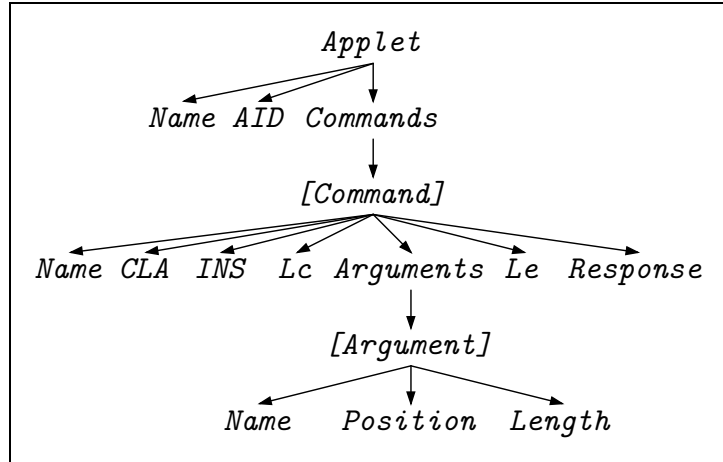 Applet
Name AID Commands
[Command]
Name CLA INS Lc Arguments Le Response
[Argument]
Name Position Length